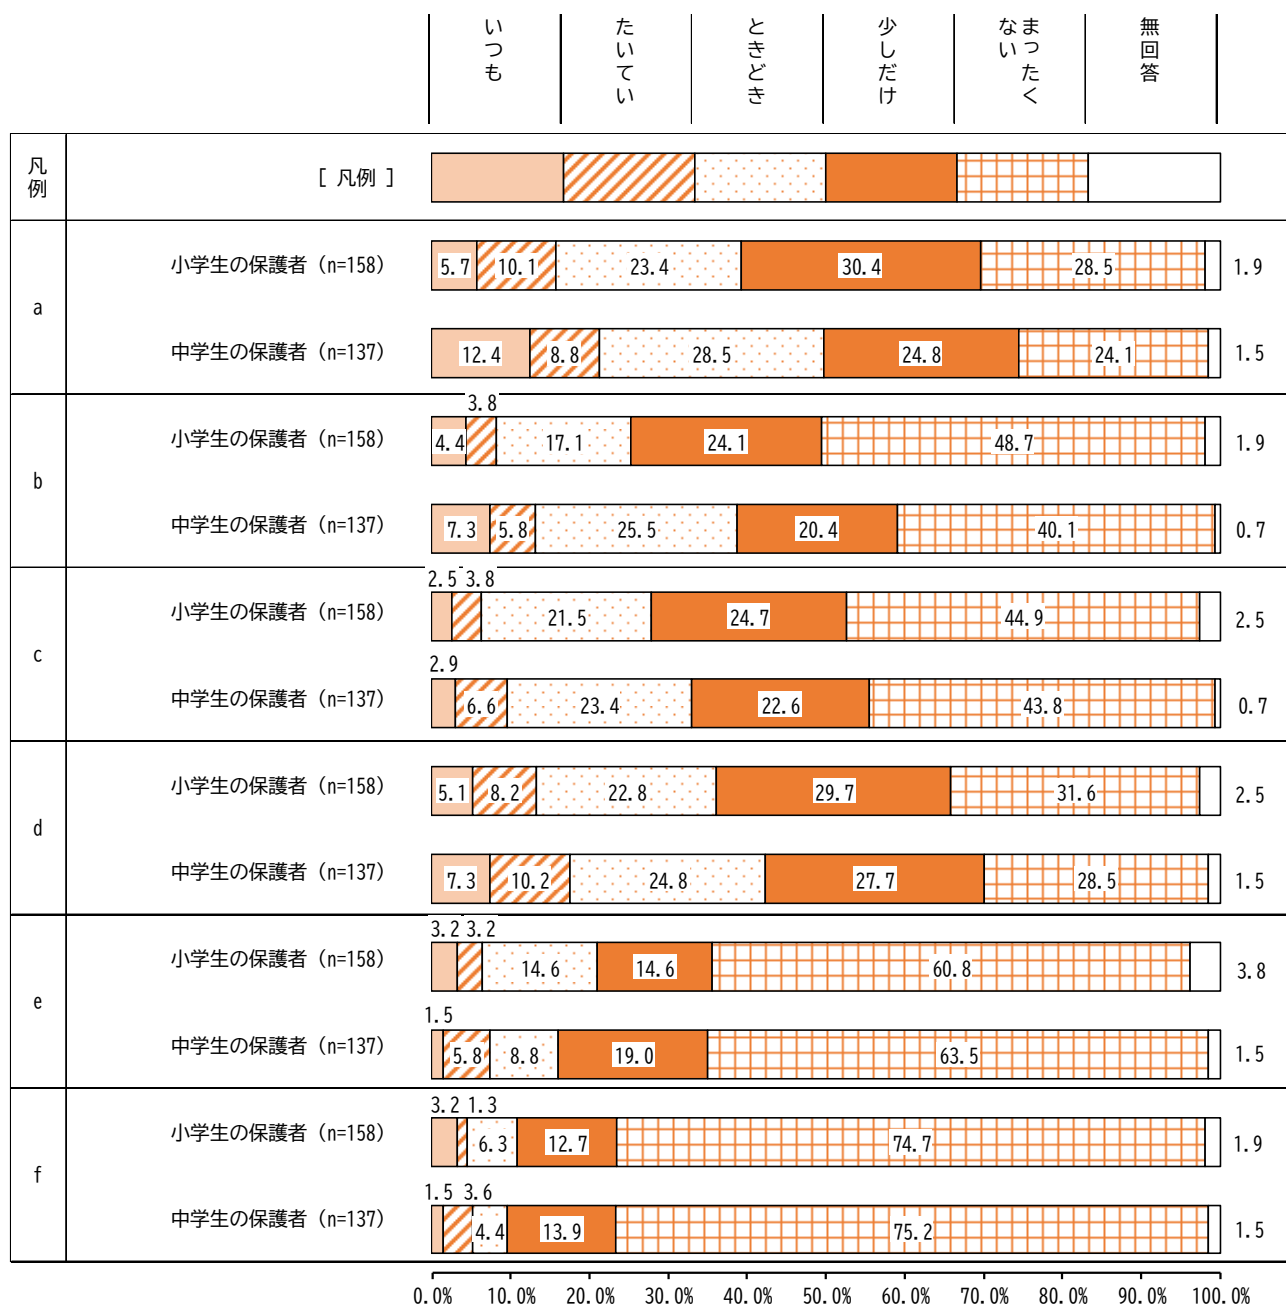 いつも
たいてい
ときどき
少しだけ
まったく
ない
無回答
凡例
[ 凡例 ]
a
小学生の保護者 (n=158)
5.7 10.1 23.4 30.4 28.5 1.9
中学生の保護者 (n=137)
12.4 8.8 28.5 24.8 24.1 1.5
b
3.8
小学生の保護者 (n=158)
4.4 17.1 24.1 48.7 1.9
中学生の保護者 (n=137)
7.3 5.8 25.5 20.4 40.1 0.7
c
2.5 3.8
小学生の保護者 (n=158)
21.5 24.7 44.9 2.5
2.9
中学生の保護者 (n=137)
6.6 23.4 22.6 43.8 0.7
d
小学生の保護者 (n=158)
5.1 8.2 22.8 29.7 31.6 2.5
中学生の保護者 (n=137)
7.3 10.2 24.8 27.7 28.5 1.5
e
3.2 3.2
小学生の保護者 (n=158)
14.6 14.6 60.8 3.8
1.5
中学生の保護者 (n=137)
5.8 8.8 19.0 63.5 1.5
f
3.2 1.3
小学生の保護者 (n=158)
6.3 12.7 74.7 1.9
1.5 3.6
中学生の保護者 (n=137)
4.4 13.9 75.2 1.5
0.0% 10.0% 20.0% 30.0% 40.0% 50.0% 60.0% 70.0% 80.0% 90.0% 100.0%